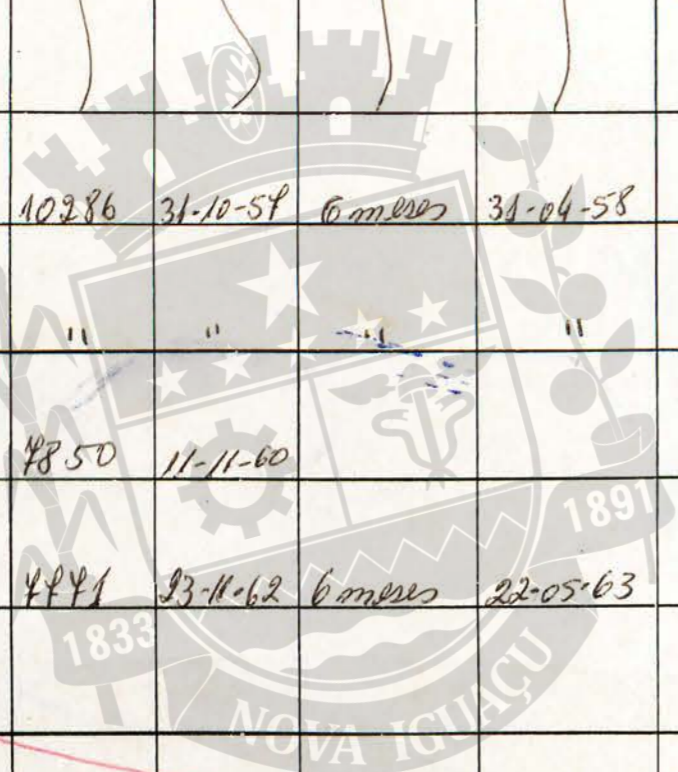 10286 31-10-57 6 meses 31-04-58
" " " "
7850 11-11-60
7771 23-11-62 6 meses 22-05-63
1891
1833
NOVA IGUAÇU